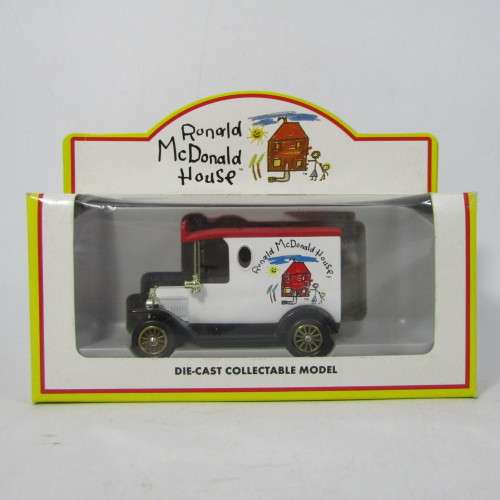 Ronald
McDonald
House™
Ronald McDonald House
DIE-CAST COLLECTABLE MODEL